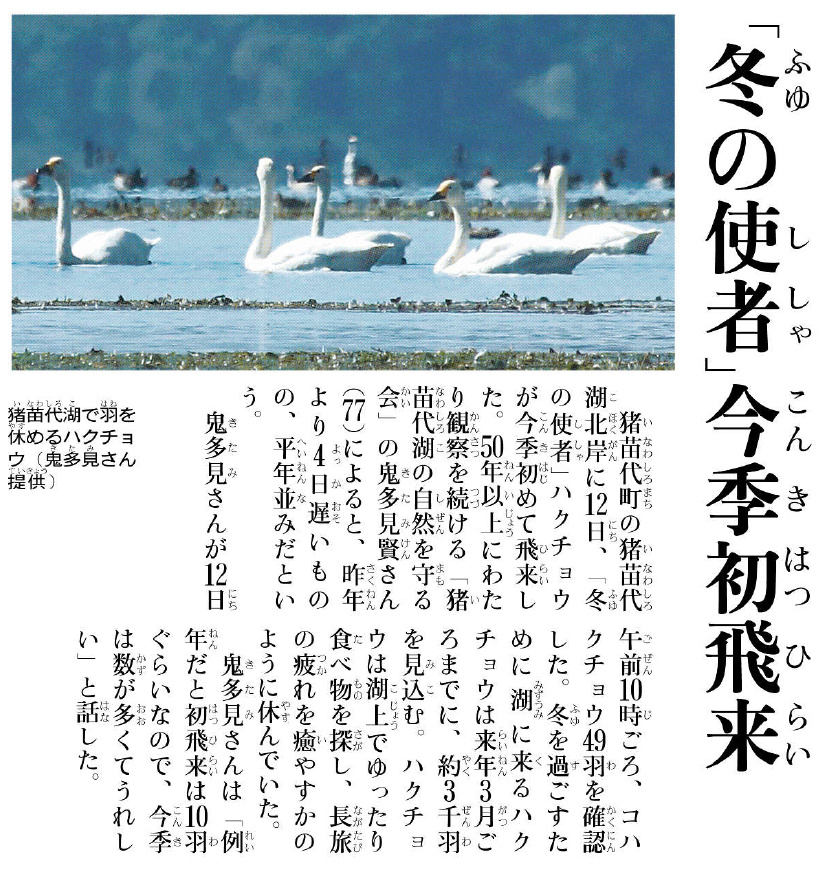 「冬の使者」今季初飛来
猪苗代町の猪苗代
湖北岸に12日、「冬
の使者」ハクチョウ
が今季初めて飛来し
た。50年以上にわた
り観察を続ける「猪
苗代湖の自然を守る
会」の鬼多見賢さん
(77)によると、昨年
より4日遅いもの
の、平年並みだとい
う。
鬼多見さんが12日
午前10時ごろ、コハ
クチョウ49羽を確認
した。冬を過ごすた
めに湖に来るハク
チョウは来年3月ご
ろまでに、約3千羽
を見込む。ハクチョ
ウは湖上でゆったり
食べ物を探し、長旅
の疲れを癒やすかの
ように休んでいた。
鬼多見さんは「例
年だと初飛来は10羽
ぐらいなので、今季
は数が多くてうれし
い」と話した。
猪苗代湖で羽を
休めるハクチョ
ウ（鬼多見さん
提供）